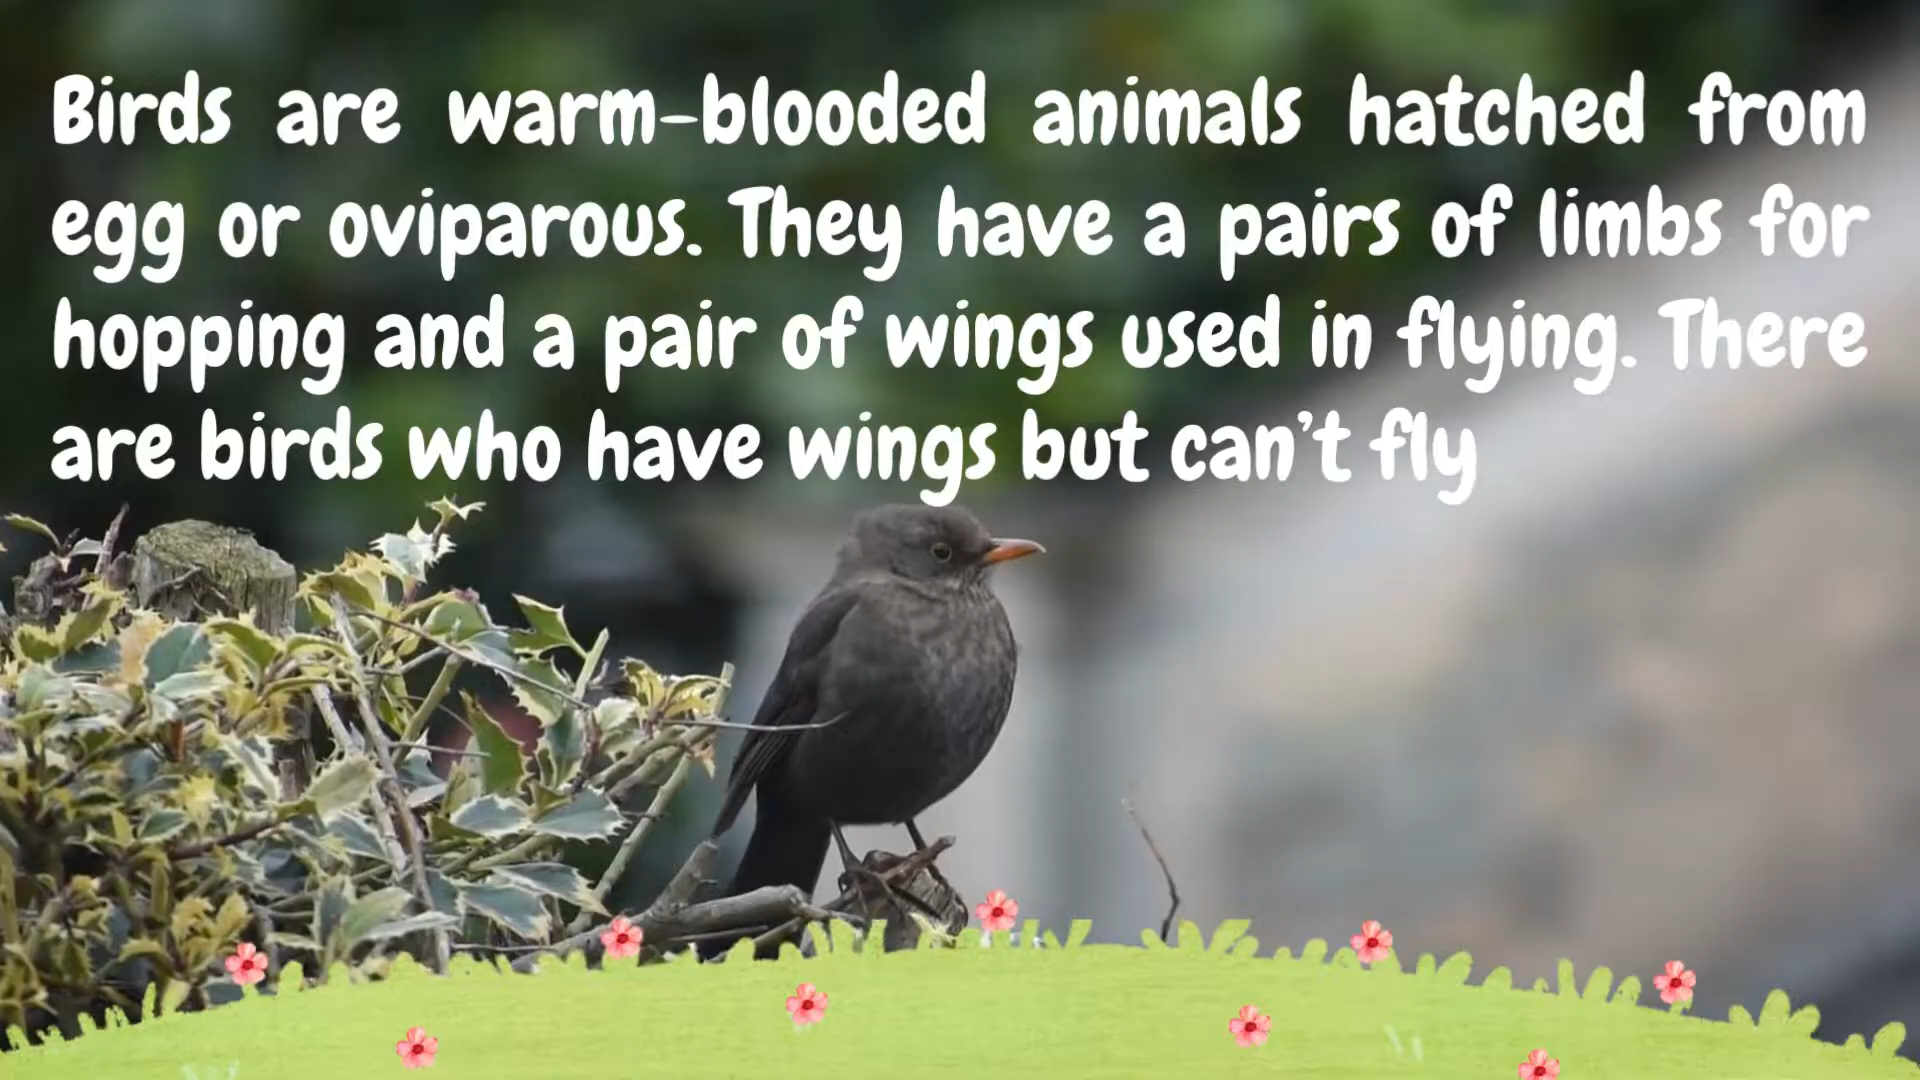 Birds are warm-blooded animals hatched from
egg or oviparous. They have a pairs of limbs for
hopping and a pair of wings used in flying. There
are birds who have wings but can't fly